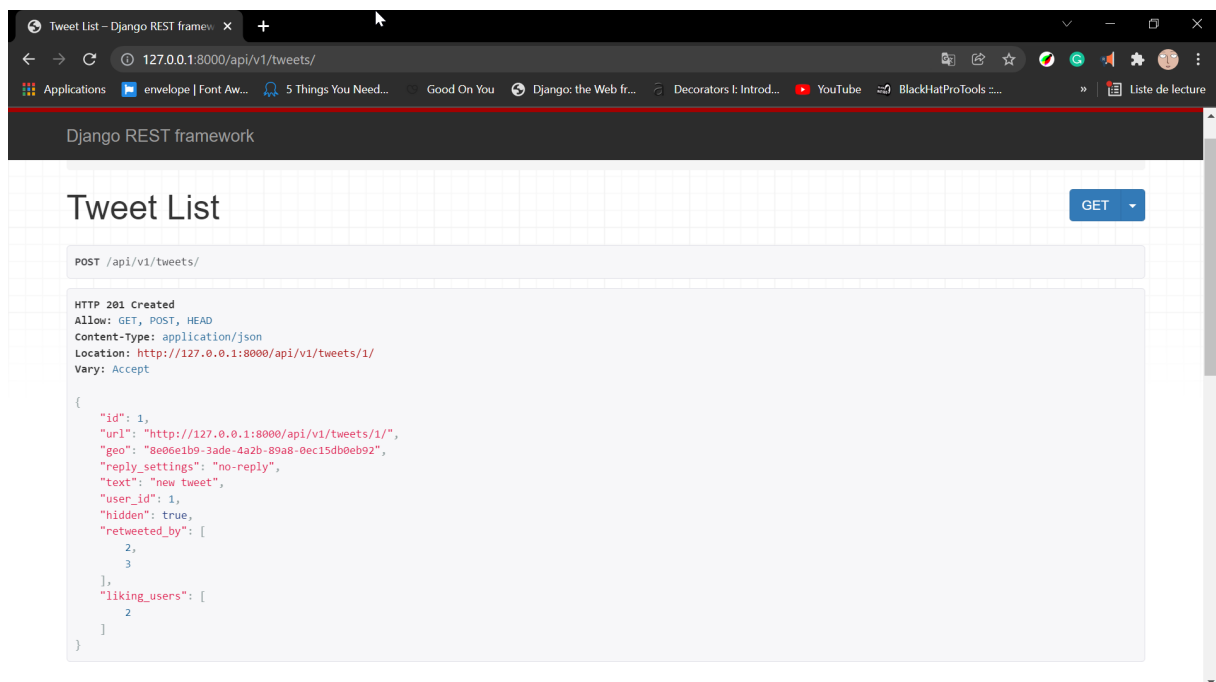 Tweet List – Django REST framew
127.0.0.1:8000/api/v1/tweets/
Applications envelope | Font Aw... 5 Things You Need... Good On You Django: the Web fr... Decorators I: Introd... YouTube BlackHatProTools ::... » Liste de lecture
Django REST framework
Tweet List
GET
POST /api/v1/tweets/
HTTP 201 Created
Allow: GET, POST, HEAD
Content-Type: application/json
Location: http://127.0.0.1:8000/api/v1/tweets/1/
Vary: Accept
{
"id": 1,
"url": "http://127.0.0.1:8000/api/v1/tweets/1/",
"geo": "8e06e1b9-3ade-4a2b-89a8-0ec15db0eb92",
"reply_settings": "no-reply",
"text": "new tweet",
"user_id": 1,
"hidden": true,
"retweeted_by": [
2,
3
],
"liking_users": [
2
]
}